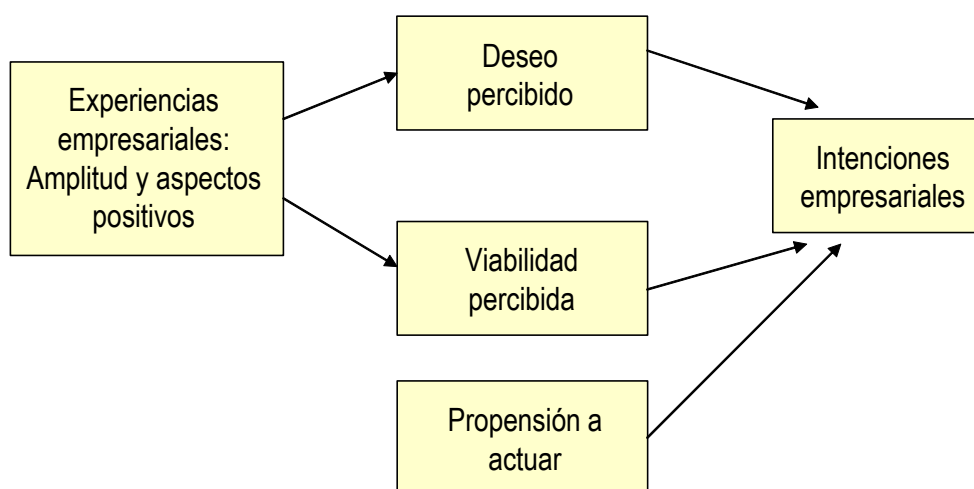 Experiencias
empresariales:
Amplitud y aspectos
positivos
Deseo
percibido
Viabilidad
percibida
Propensión a
actuar
Intenciones
empresariales